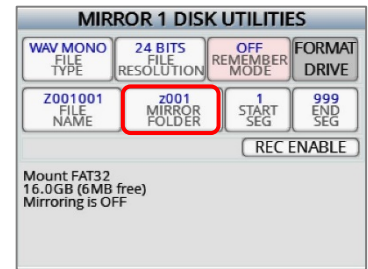 MIRROR 1 DISK UTILITIES
WAV MONO
FILE
TYPE
24 BITS
FILE
RESOLUTION
OFF
REMEMBER
MODE
FORMAT
DRIVE
Z001001
FILE
NAME
z001
MIRROR
FOLDER
1
START
SEG
999
END
SEG
REC ENABLE
Mount FAT32
16.0GB (6MB free)
Mirroring is OFF